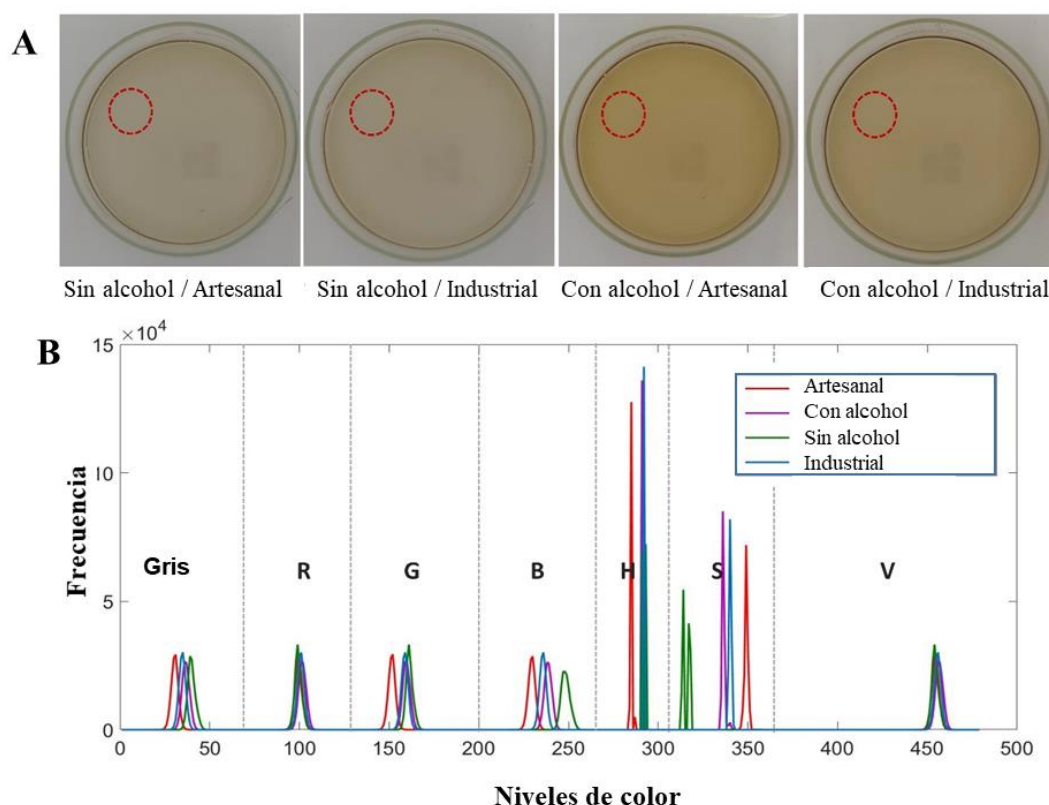 A
Sin alcohol / Artesanal
Sin alcohol / Industrial
Con alcohol / Artesanal
Con alcohol / Industrial
B
×10⁴
15
10
5
0
Frecuencia
Artesanal
Con alcohol
Sin alcohol
Industrial
Gris
R
G
B
H
S
V
0
50
100
150
200
250
300
350
400
450
500
Niveles de color